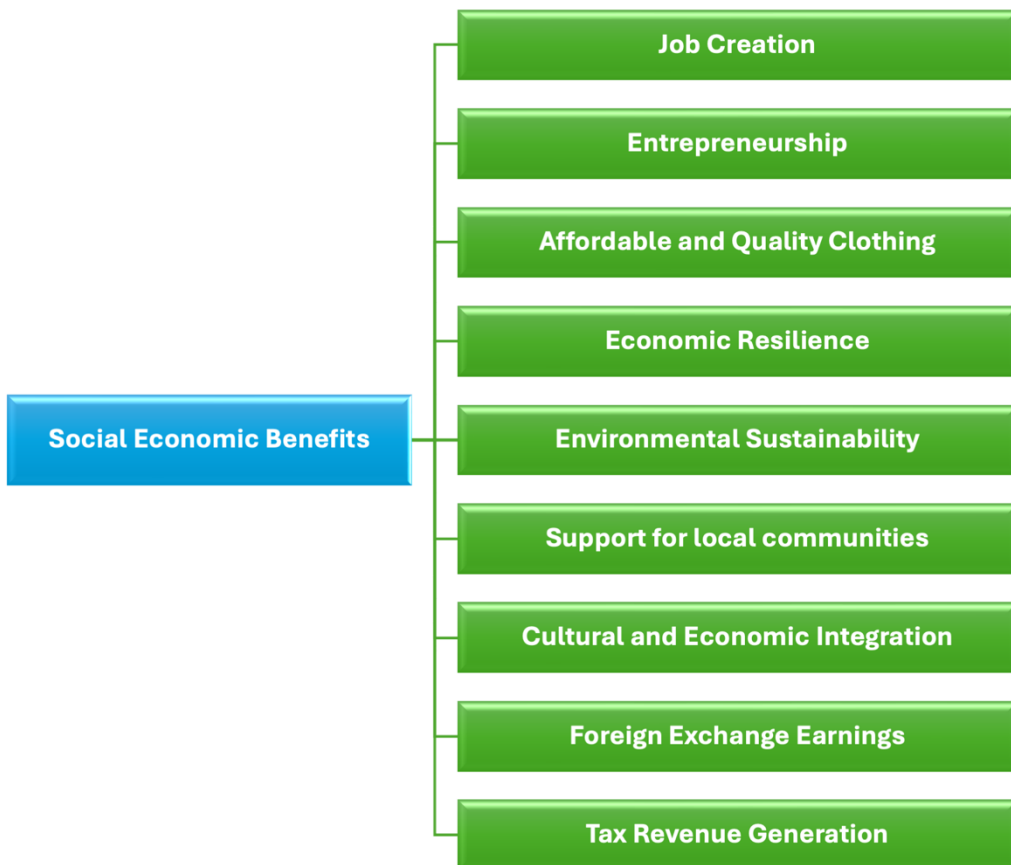 Job Creation
Entrepreneurship
Affordable and Quality Clothing
Economic Resilience
Social Economic Benefits
Environmental Sustainability
Support for local communities
Cultural and Economic Integration
Foreign Exchange Earnings
Tax Revenue Generation